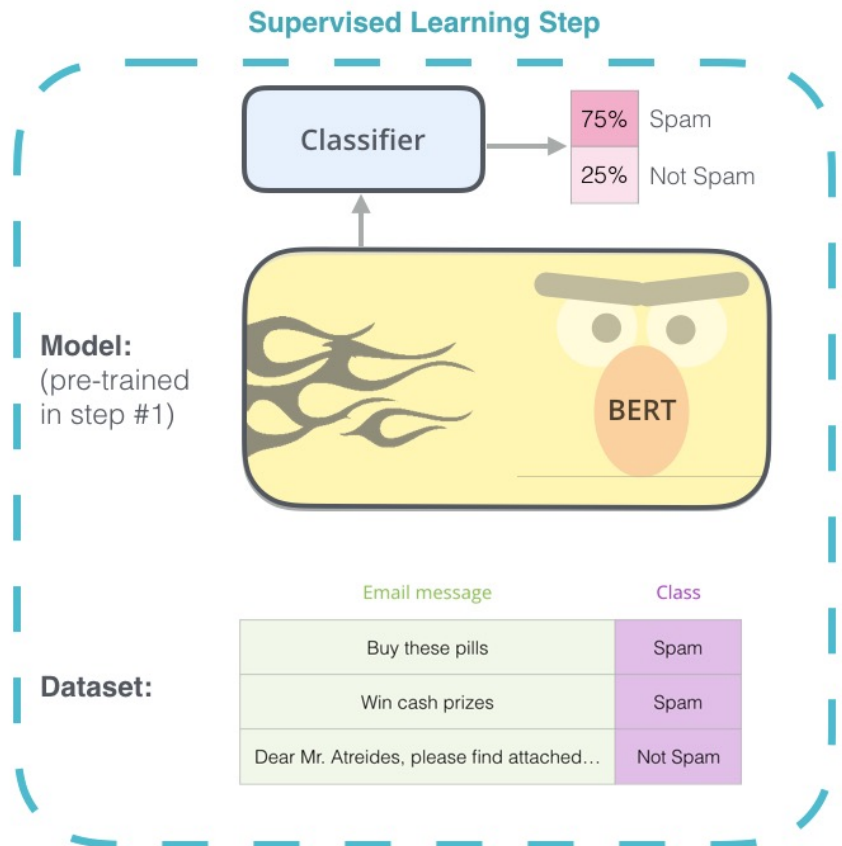 Supervised Learning Step
Classifier
75% Spam
25% Not Spam
Model:
(pre-trained
in step #1)
BERT
Email message Class
Dataset:
Buy these pills Spam
Win cash prizes Spam
Dear Mr. Atreides, please find attached… Not Spam